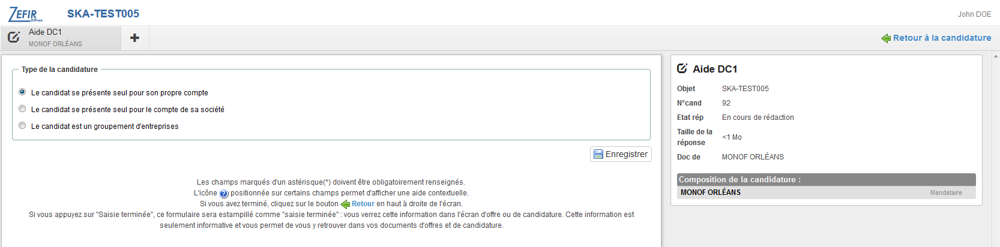 ZEFIR
Offres
SKA-TEST005
John DOE
Aide DC1
MONOF ORLÉANS
Retour à la candidature
Type de la candidature
Le candidat se présente seul pour son propre compte
Le candidat se présente seul pour le compte de sa société
Le candidat est un groupement d'entreprises
Enregistrer
Les champs marqués d'un astérisque(*) doivent être obligatoirement renseignés.
L'icône ? positionnée sur certains champs permet d'afficher une aide contextuelle.
Si vous avez terminé, cliquez sur le bouton Retour en haut à droite de l'écran.
Si vous appuyez sur "Saisie terminée", ce formulaire sera estampillé comme "saisie terminée" : vous verrez cette information dans l'écran d'offre ou de candidature. Cette information est
seulement informative et vous permet de vous y retrouver dans vos documents d'offres et de candidature.
Aide DC1
Objet SKA-TEST005
N°cand 92
Etat rép En cours de rédaction
Taille de la
réponse <1 Mo
Doc de MONOF ORLÉANS
Composition de la candidature :
MONOF ORLÉANS Mandataire